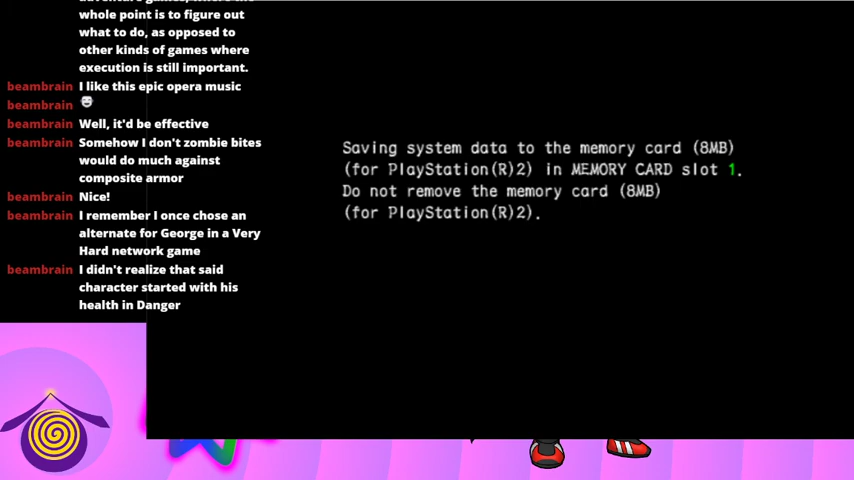 whole point is to figure out
what to do, as opposed to
other kinds of games where
execution is still important.
beambrain I like this epic opera music
beambrain
beambrain Well, it'd be effective
beambrain Somehow I don't zombie bites
would do much against
composite armor
beambrain Nice!
beambrain I remember I once chose an
alternate for George in a Very
Hard network game
beambrain I didn't realize that said
character started with his
health in Danger
Saving system data to the memory card (8MB)
(for PlayStation(R)2) in MEMORY CARD slot 1.
Do not remove the memory card (8MB)
(for PlayStation(R)2).